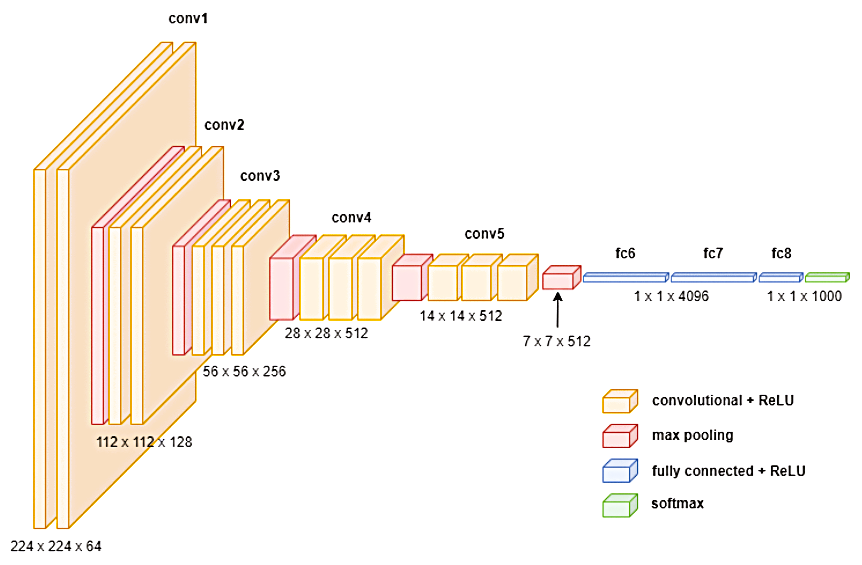 conv1
conv2
conv3
conv4
conv5
fc6
fc7
fc8
1 x 1 x 4096
1 x 1 x 1000
28 x 28 x 512
14 x 14 x 512
7 x 7 x 512
56 x 56 x 256
112 x 112 x 128
224 x 224 x 64
convolutional + ReLU
max pooling
fully connected + ReLU
softmax